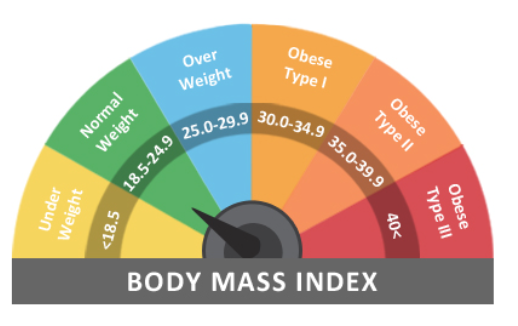 Under
Weight
<18.5
Normal
Weight
18.5-24.9
Over
Weight
25.0-29.9
Obese
Type I
30.0-34.9
Obese
Type II
35.0-39.9
Obese
Type III
40<
BODY MASS INDEX